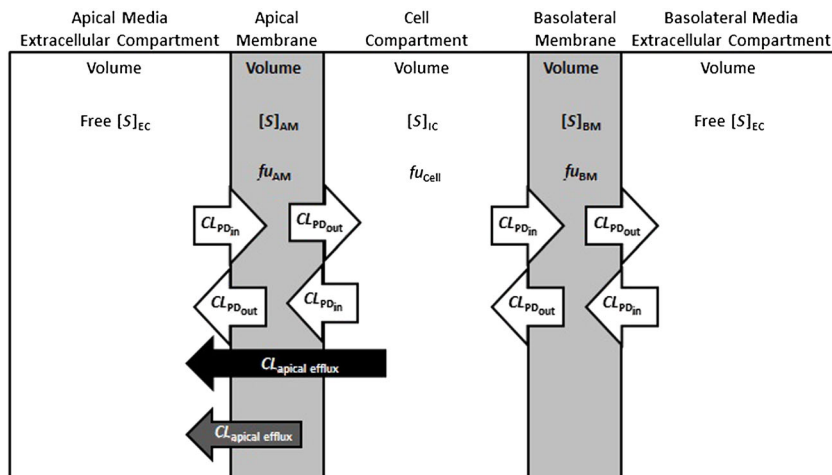 Apical Media Apical Cell Basolateral Basolateral Media
Extracellular Compartment Membrane Compartment Membrane Extracellular Compartment
Volume Volume Volume Volume Volume
Free [S]EC [S]AM [S]IC [S]BM Free [S]EC
fuAM fuCell fuBM
CLPDin CLPDout CLPDin CLPDout
CLPDout CLPDin CLPDout CLPDin
CLapical efflux
CLapical efflux